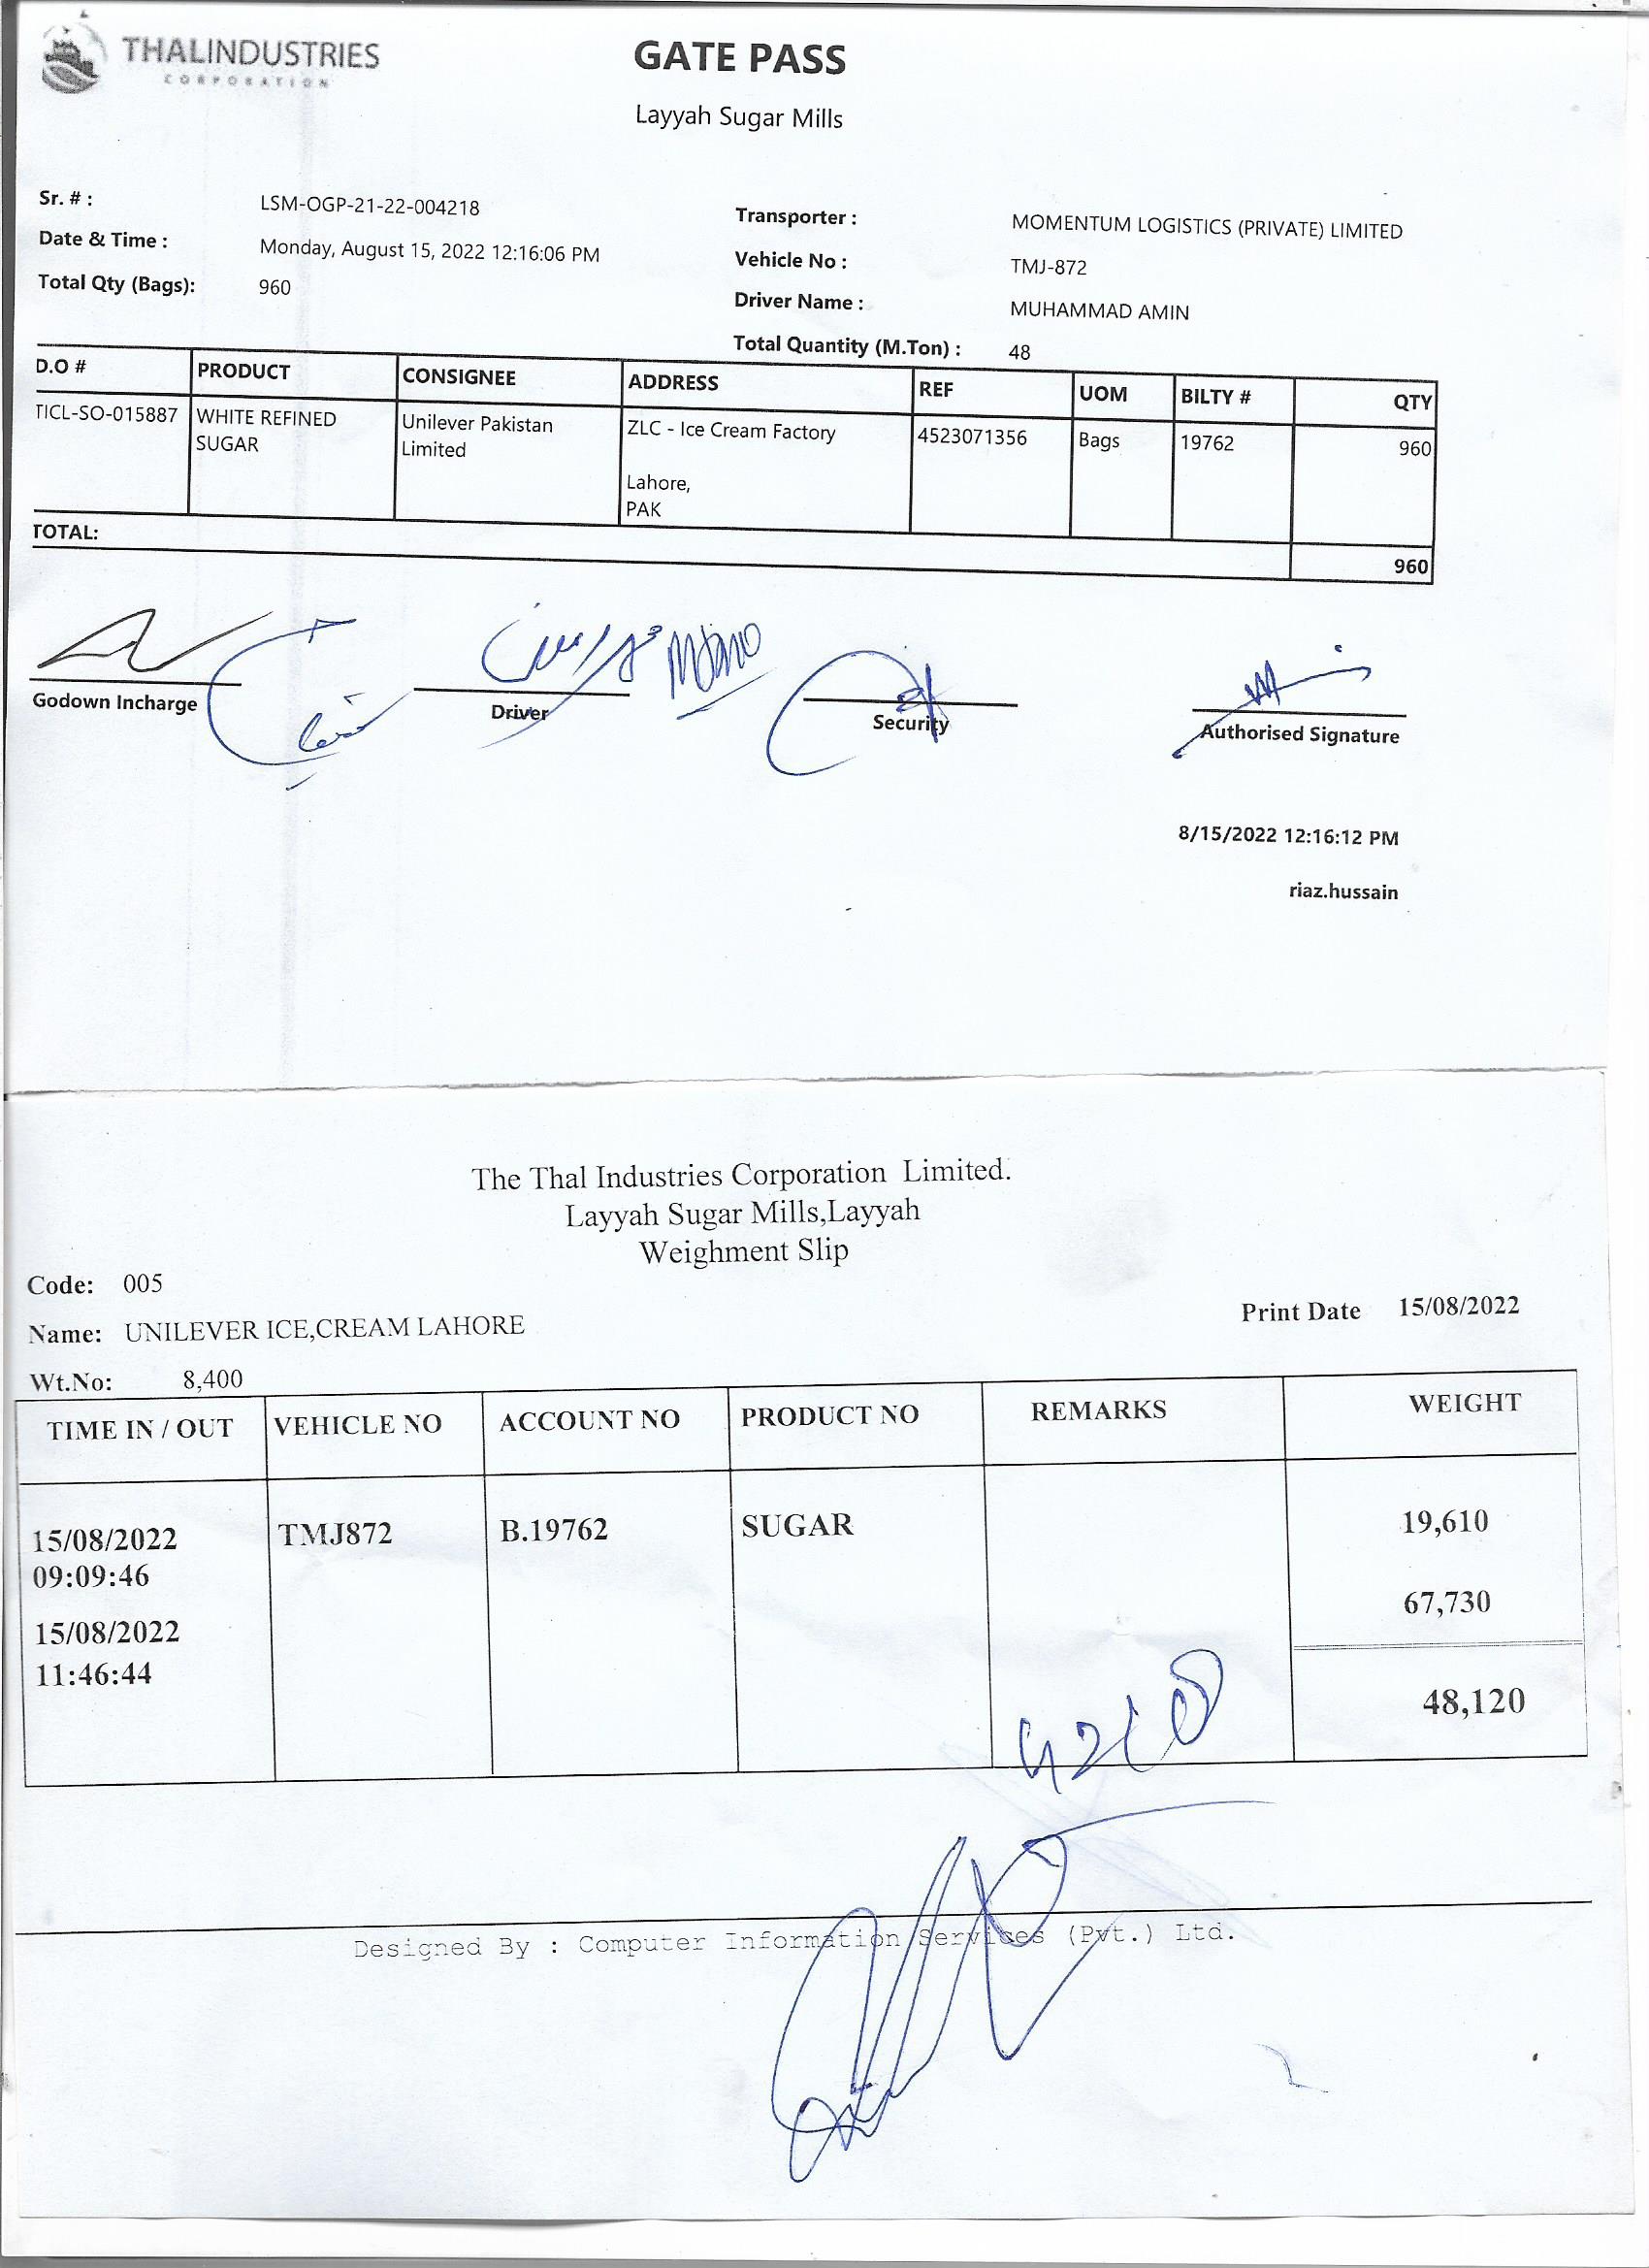 THALINDUSTRIES
CORPORATION
GATE PASS
Layyah Sugar Mills
Sr. # : LSM-OGP-21-22-004218
Date & Time : Monday, August 15, 2022 12:16:06 PM
Total Qty (Bags): 960
Transporter : MOMENTUM LOGISTICS (PRIVATE) LIMITED
Vehicle No : TMJ-872
Driver Name : MUHAMMAD AMIN
Total Quantity (M.Ton) : 48
D.O # PRODUCT CONSIGNEE ADDRESS REF UOM BILTY # QTY
TICL-SO-015887 WHITE REFINED Unilever Pakistan ZLC - Ice Cream Factory 4523071356 Bags 19762 960
SUGAR Limited
Lahore,
PAK
TOTAL:
960
Godown Incharge Driver Security Authorised Signature
8/15/2022 12:16:12 PM
riaz.hussain
The Thal Industries Corporation Limited.
Layyah Sugar Mills,Layyah
Weighment Slip
Code: 005
Name: UNILEVER ICE,CREAM LAHORE
Print Date 15/08/2022
Wt.No: 8,400
TIME IN / OUT VEHICLE NO ACCOUNT NO PRODUCT NO REMARKS WEIGHT
15/08/2022 TMJ872 B.19762 SUGAR 19,610
09:09:46
15/08/2022 67,730
11:46:44
48,120
Designed By : Computer Information Services (Pvt.) Ltd.